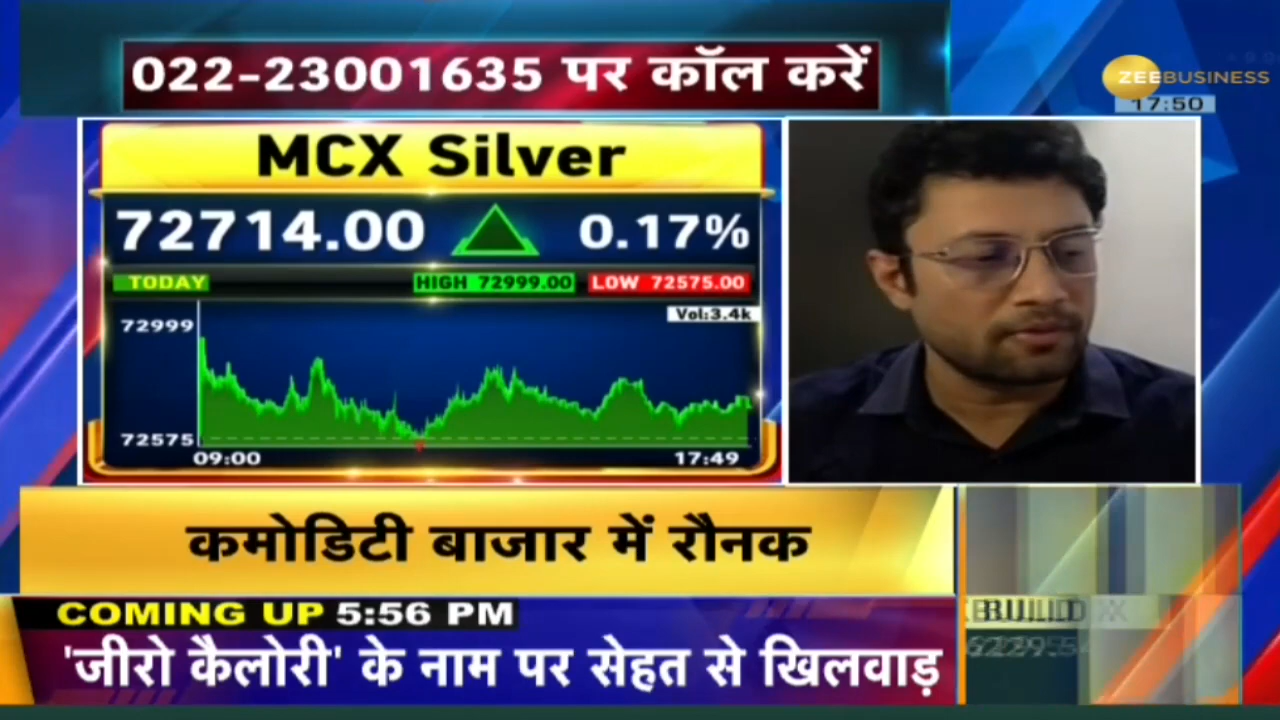 022-23001635 पर कॉल करें
ZEEBUSINESS
17:50
MCX Silver
72714.00 0.17%
TODAY HIGH 72999.00 LOW 72575.00
Vol:3.4k
72999
72575
09:00 17:49
कमोडिटी बाजार में रौनक
COMING UP 5:56 PM
'जीरो कैलोरी' के नाम पर सेहत से खिलवाड़